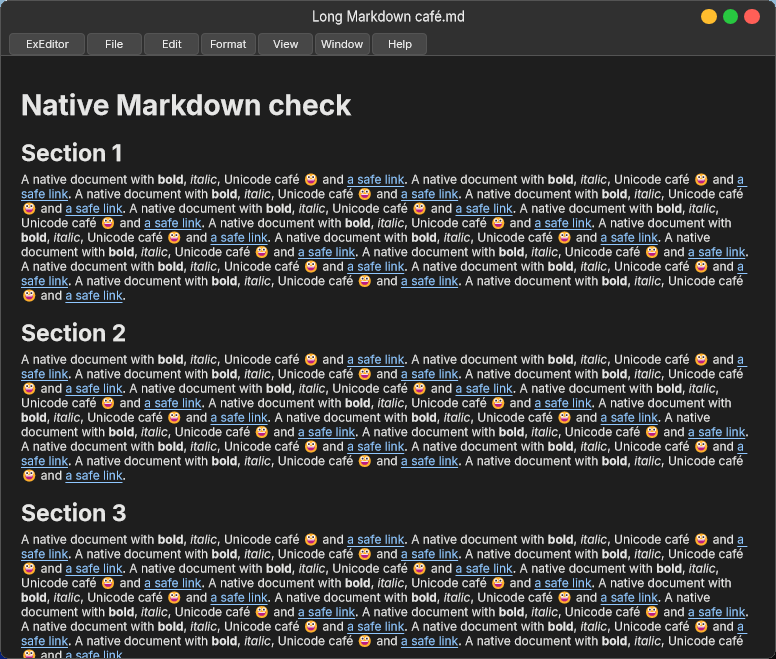 Long Markdown café.md
ExEditor File Edit Format View Window Help
Native Markdown check
Section 1
A native document with bold, italic, Unicode café 😀 and a safe link. A native document with bold, italic, Unicode café 😀 and a
safe link. A native document with bold, italic, Unicode café 😀 and a safe link. A native document with bold, italic, Unicode café
😀 and a safe link. A native document with bold, italic, Unicode café 😀 and a safe link. A native document with bold, italic,
Unicode café 😀 and a safe link. A native document with bold, italic, Unicode café 😀 and a safe link. A native document with
bold, italic, Unicode café 😀 and a safe link. A native document with bold, italic, Unicode café 😀 and a safe link. A native
document with bold, italic, Unicode café 😀 and a safe link. A native document with bold, italic, Unicode café 😀 and a safe link.
A native document with bold, italic, Unicode café 😀 and a safe link. A native document with bold, italic, Unicode café 😀 and a
safe link. A native document with bold, italic, Unicode café 😀 and a safe link. A native document with bold, italic, Unicode café
😀 and a safe link.
Section 2
A native document with bold, italic, Unicode café 😀 and a safe link. A native document with bold, italic, Unicode café 😀 and a
safe link. A native document with bold, italic, Unicode café 😀 and a safe link. A native document with bold, italic, Unicode café
😀 and a safe link. A native document with bold, italic, Unicode café 😀 and a safe link. A native document with bold, italic,
Unicode café 😀 and a safe link. A native document with bold, italic, Unicode café 😀 and a safe link. A native document with
bold, italic, Unicode café 😀 and a safe link. A native document with bold, italic, Unicode café 😀 and a safe link. A native
document with bold, italic, Unicode café 😀 and a safe link. A native document with bold, italic, Unicode café 😀 and a safe link.
A native document with bold, italic, Unicode café 😀 and a safe link. A native document with bold, italic, Unicode café 😀 and a
safe link. A native document with bold, italic, Unicode café 😀 and a safe link. A native document with bold, italic, Unicode café
😀 and a safe link.
Section 3
A native document with bold, italic, Unicode café 😀 and a safe link. A native document with bold, italic, Unicode café 😀 and a
safe link. A native document with bold, italic, Unicode café 😀 and a safe link. A native document with bold, italic, Unicode café
😀 and a safe link. A native document with bold, italic, Unicode café 😀 and a safe link. A native document with bold, italic,
Unicode café 😀 and a safe link. A native document with bold, italic, Unicode café 😀 and a safe link. A native document with
bold, italic, Unicode café 😀 and a safe link. A native document with bold, italic, Unicode café 😀 and a safe link. A native
document with bold, italic, Unicode café 😀 and a safe link. A native document with bold, italic, Unicode café 😀 and a safe link.
A native document with bold, italic, Unicode café 😀 and a safe link. A native document with bold, italic, Unicode café 😀 and a
safe link. A native document with bold, italic, Unicode café 😀 and a safe link. A native document with bold, italic, Unicode café
😀 and a safe link.